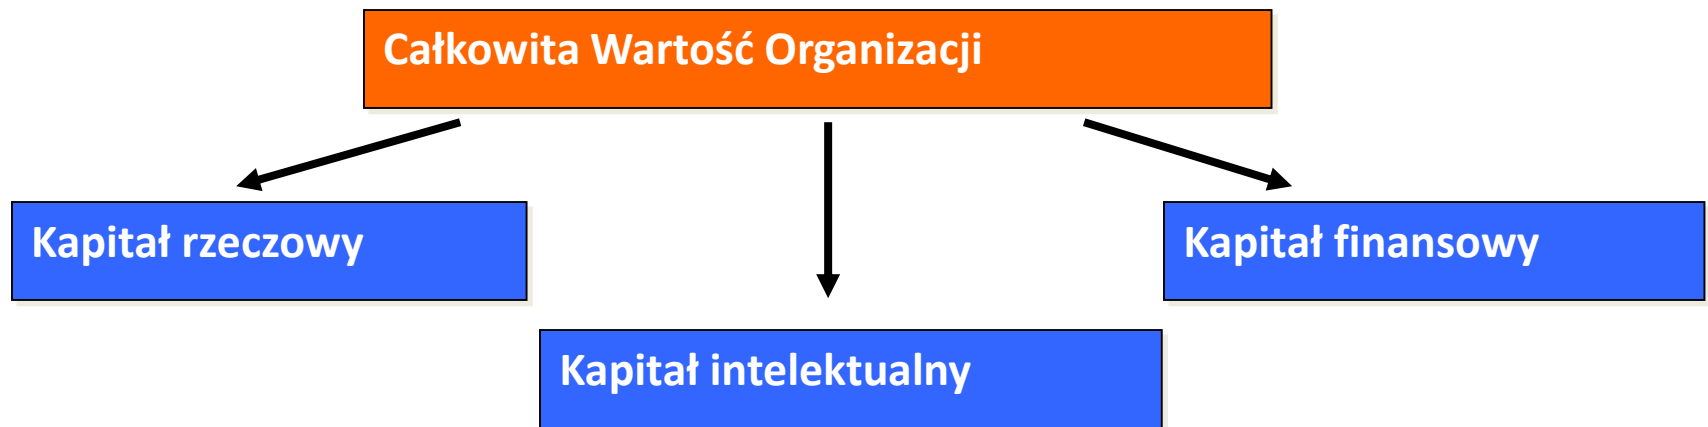 Całkowita Wartość Organizacji
Kapitał rzeczowy
Kapitał finansowy
Kapitał intelektualny